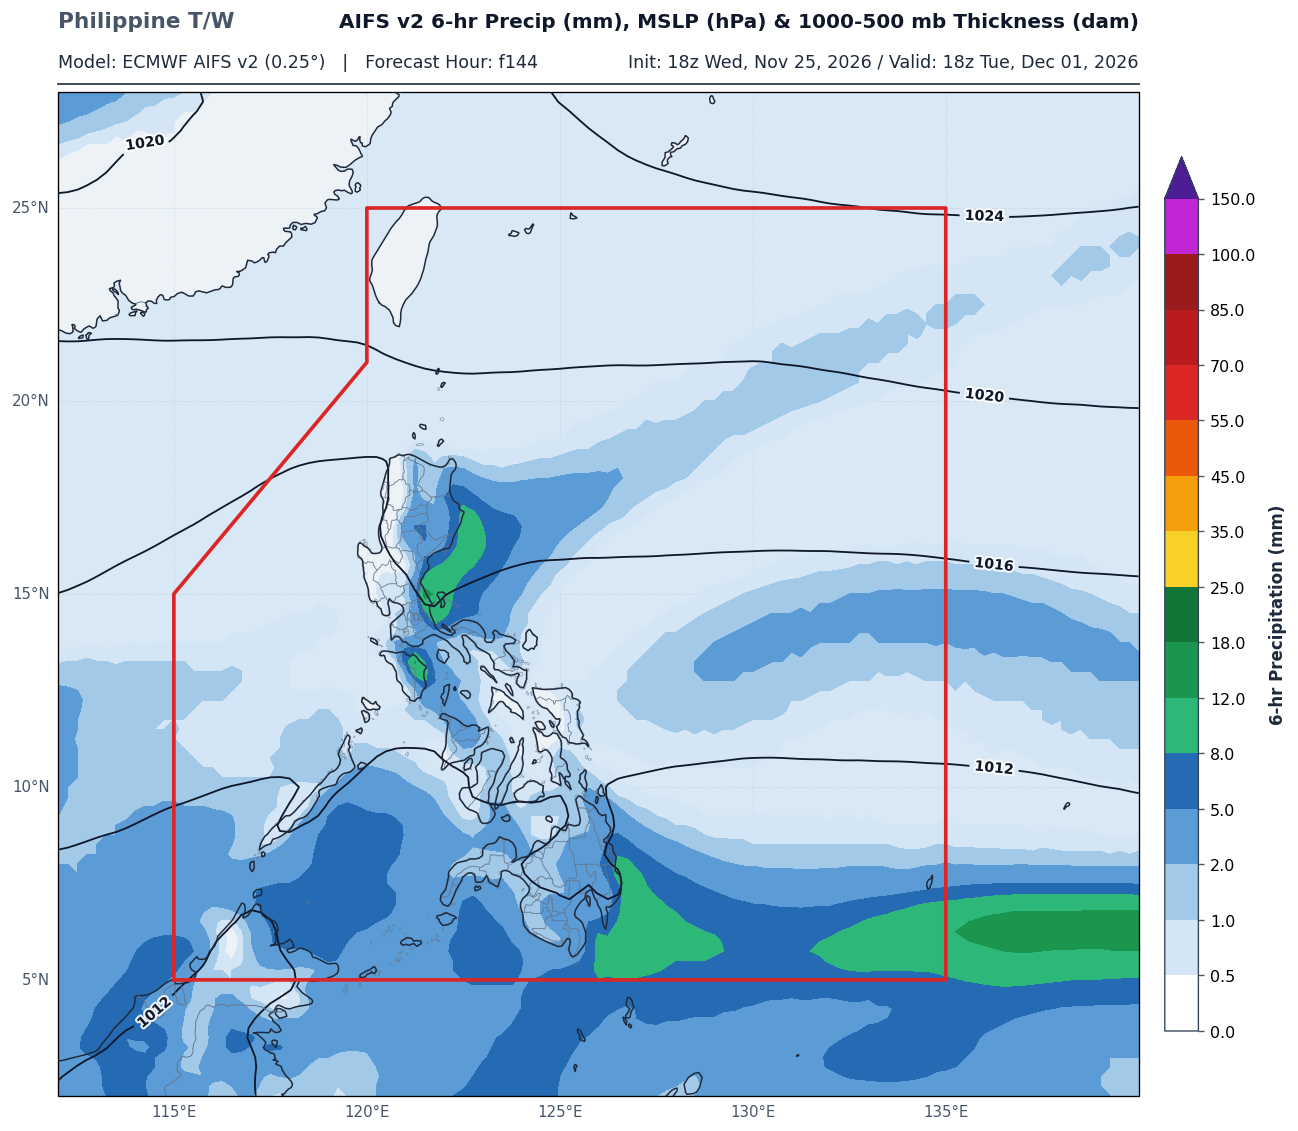 Philippine T/W
AIFS v2 6-hr Precip (mm), MSLP (hPa) & 1000-500 mb Thickness (dam)
Model: ECMWF AIFS v2 (0.25°) | Forecast Hour: f144
Init: 18z Wed, Nov 25, 2026 / Valid: 18z Tue, Dec 01, 2026
1020
1024
1020
1016
1012
1012
25°N
20°N
15°N
10°N
5°N
115°E
120°E
125°E
130°E
135°E
150.0
100.0
85.0
70.0
55.0
45.0
35.0
25.0
18.0
12.0
8.0
5.0
2.0
1.0
0.5
0.0
6-hr Precipitation (mm)